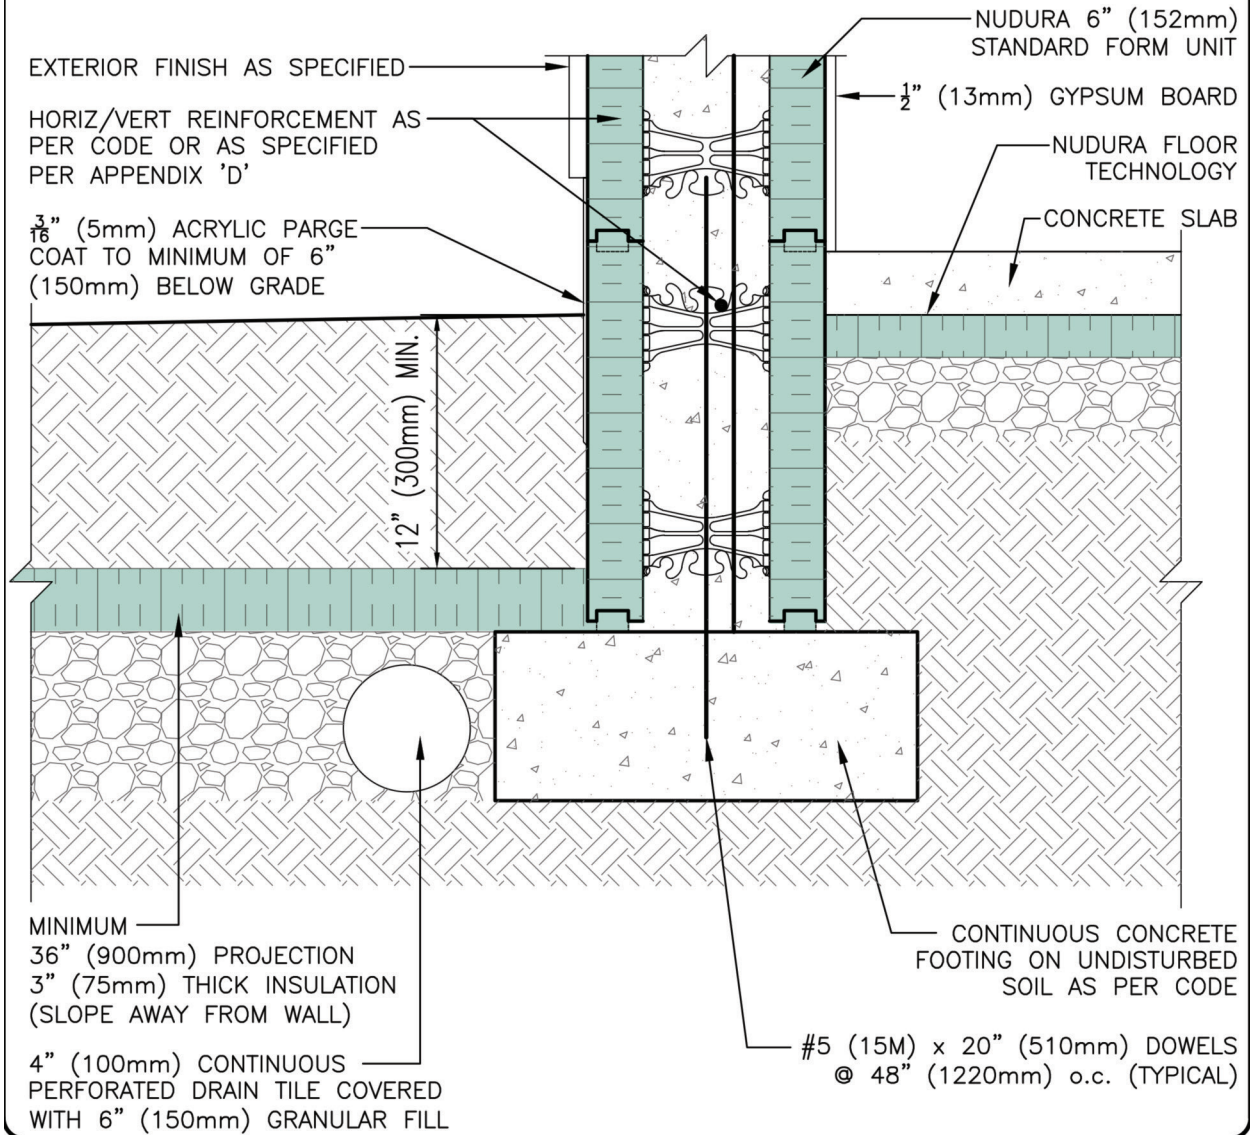 EXTERIOR FINISH AS SPECIFIED
HORIZ/VERT REINFORCEMENT AS
PER CODE OR AS SPECIFIED
PER APPENDIX 'D'
3/16" (5mm) ACRYLIC PARGE
COAT TO MINIMUM OF 6"
(150mm) BELOW GRADE
12" (300mm) MIN.
NUDURA 6" (152mm)
STANDARD FORM UNIT
1/2" (13mm) GYPSUM BOARD
NUDURA FLOOR
TECHNOLOGY
CONCRETE SLAB
MINIMUM
36" (900mm) PROJECTION
3" (75mm) THICK INSULATION
(SLOPE AWAY FROM WALL)
4" (100mm) CONTINUOUS
PERFORATED DRAIN TILE COVERED
WITH 6" (150mm) GRANULAR FILL
CONTINUOUS CONCRETE
FOOTING ON UNDISTURBED
SOIL AS PER CODE
#5 (15M) x 20" (510mm) DOWELS
@ 48" (1220mm) o.c. (TYPICAL)